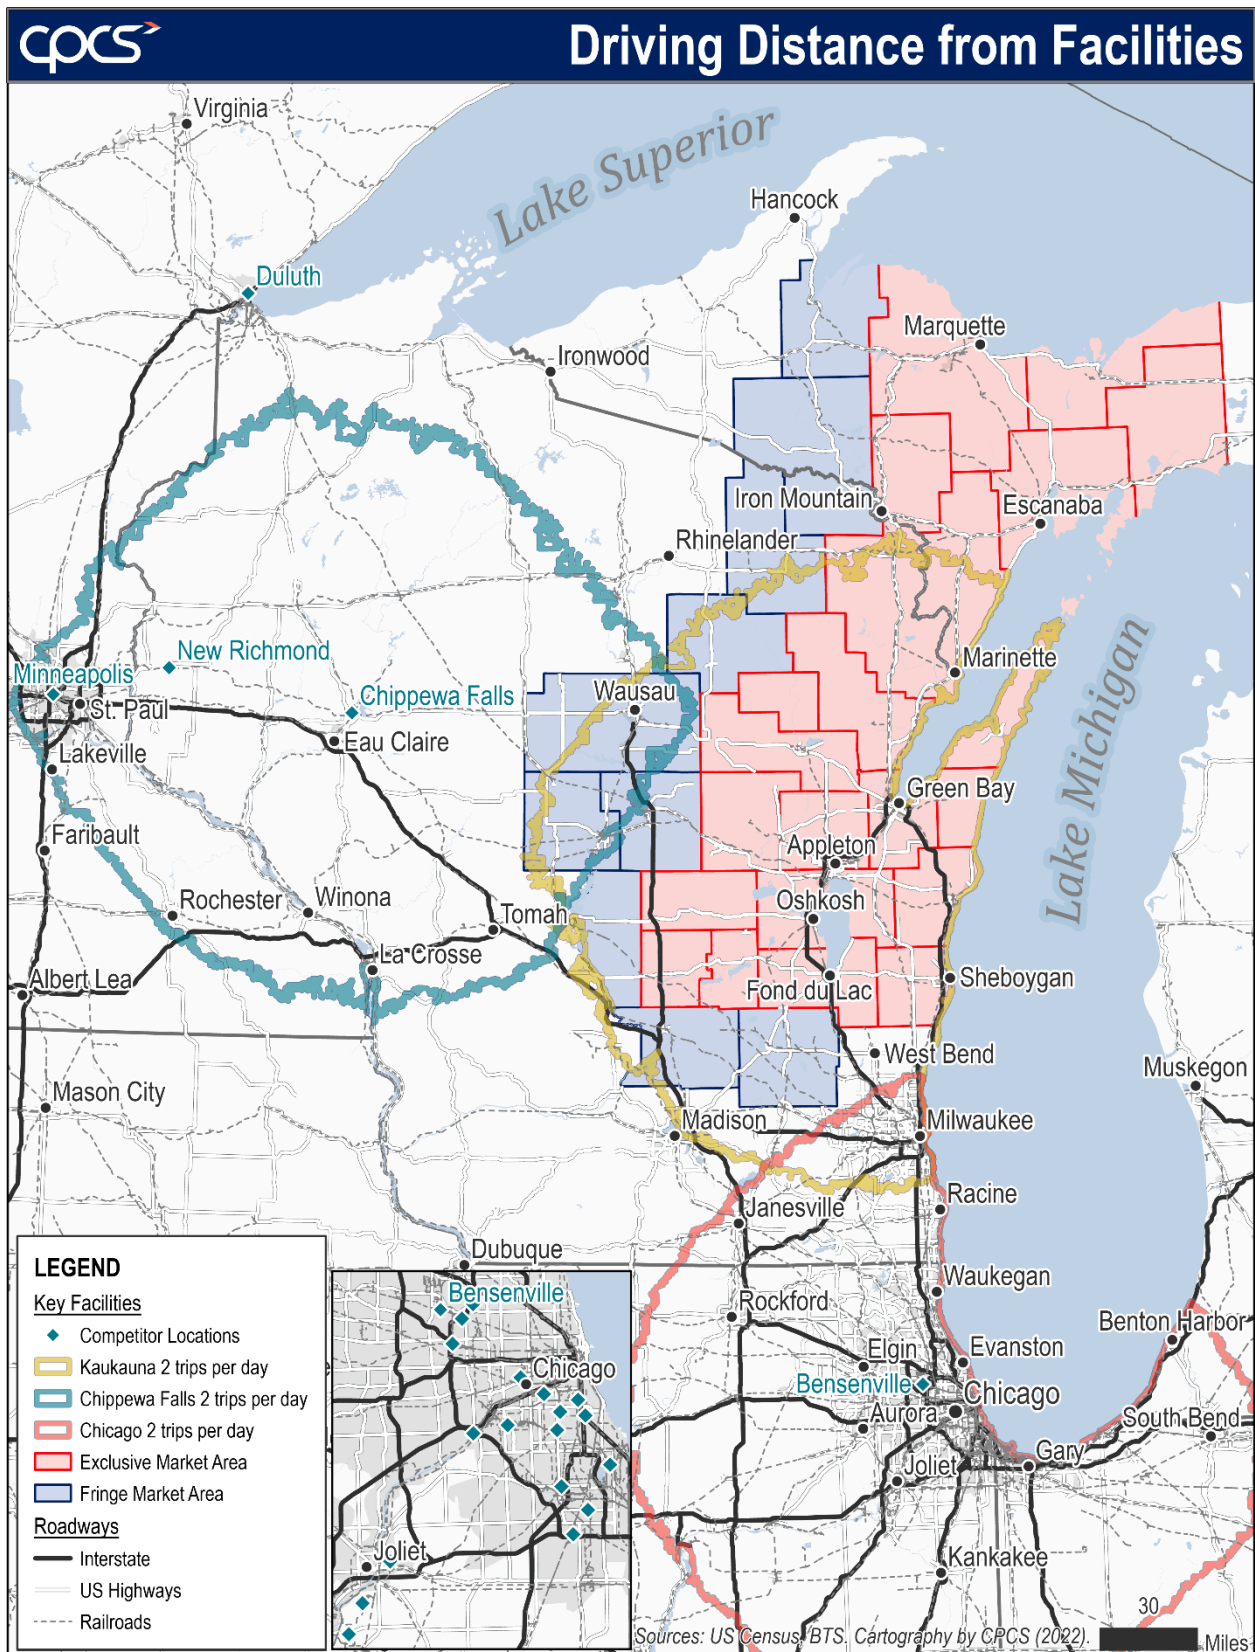 cpcs
Driving Distance from Facilities
Virginia
Lake Superior
Hancock
Duluth
Marquette
Ironwood
Iron Mountain
Escanaba
Rhinelander
New Richmond
Marinette
Minneapolis
Wausau
Chippewa Falls
St. Paul
Eau Claire
Lakeville
Green Bay
Lake Michigan
Faribault
Appleton
Rochester
Winona
Oshkosh
Tomah
La Crosse
Albert Lea
Fond du Lac
Sheboygan
West Bend
Muskegon
Mason City
Madison
Milwaukee
Racine
Janesville
Dubuque
Waukegan
Rockford
Benton Harbor
Elgin
Evanston
Bensenville
Chicago
Aurora
South Bend
Gary
Joliet
Kankakee
LEGEND
Key Facilities
Competitor Locations
Kaukauna 2 trips per day
Chippewa Falls 2 trips per day
Chicago 2 trips per day
Exclusive Market Area
Fringe Market Area
Roadways
Interstate
US Highways
Railroads
Bensenville
Chicago
Joliet
30
Miles
Sources: US Census, BTS. Cartography by CPCS (2022).